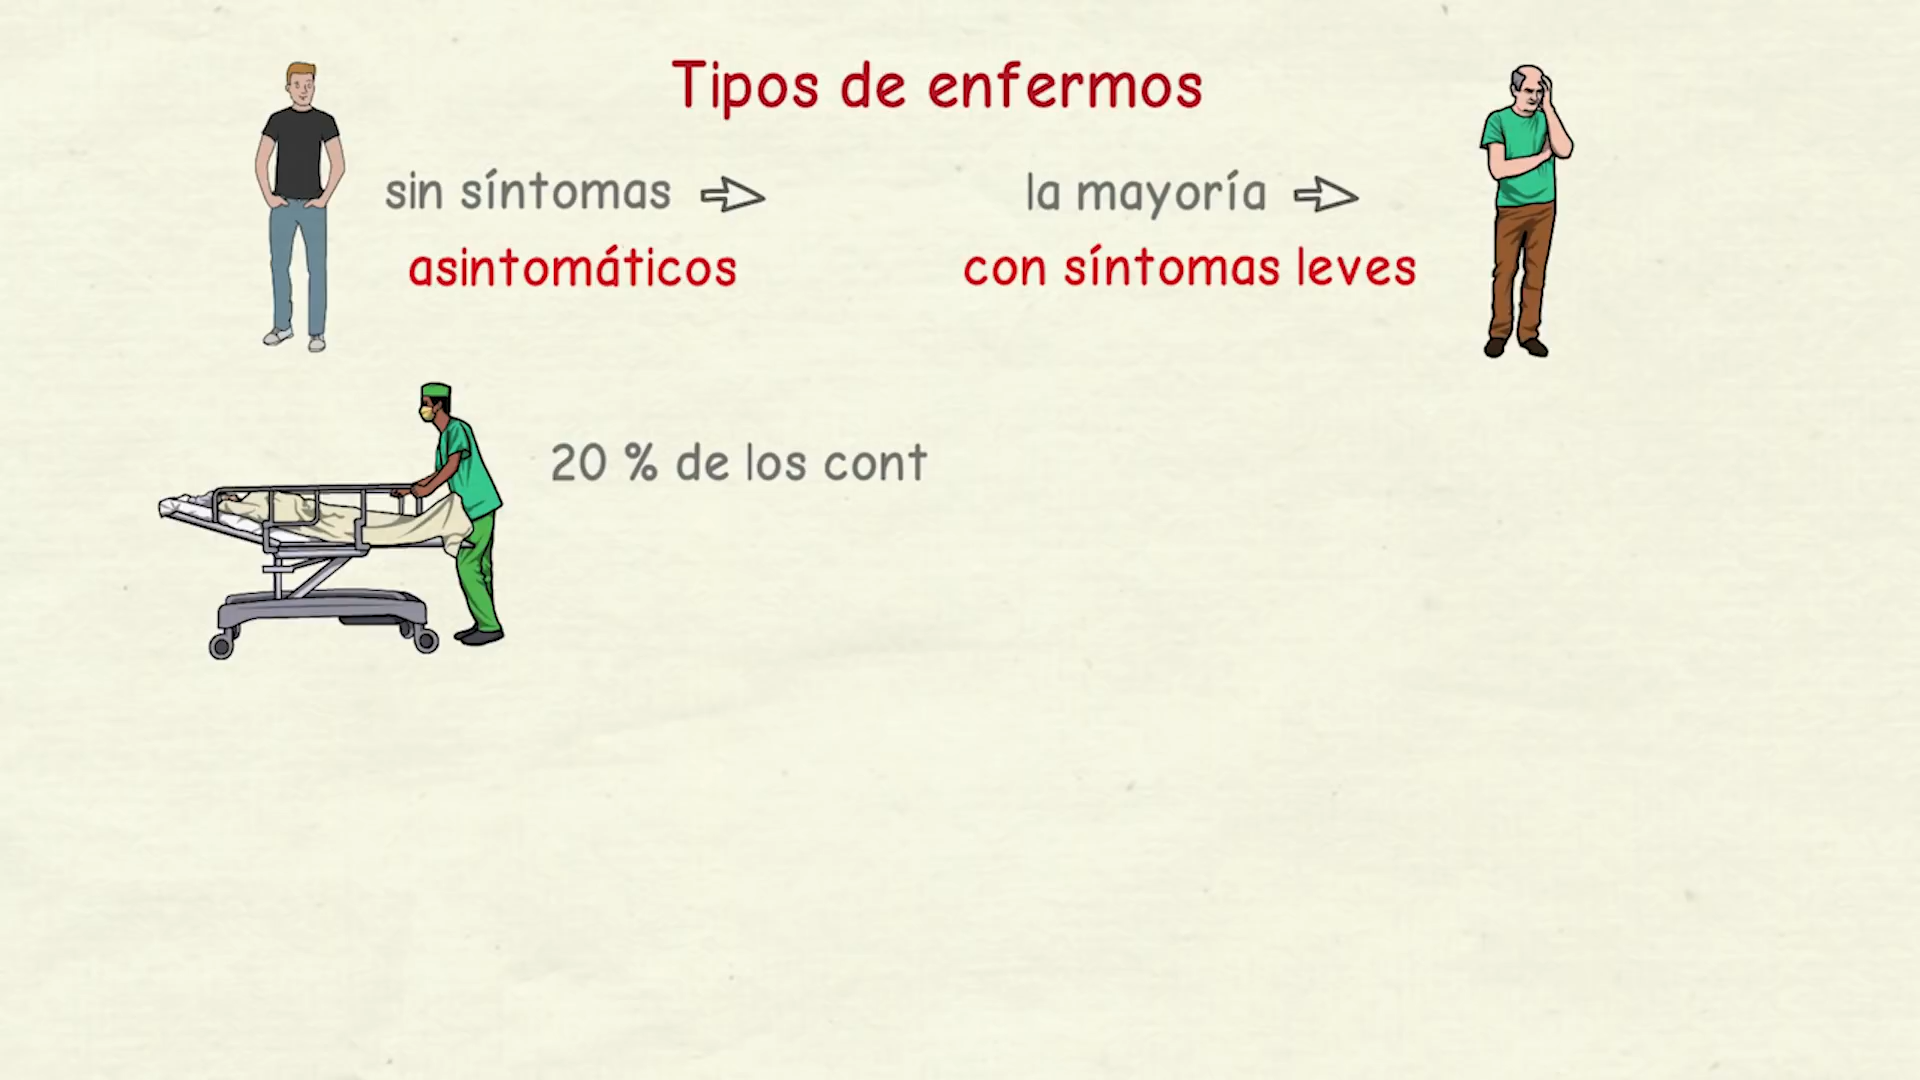 Tipos de enfermos
sin síntomas
la mayoría
asintomáticos
con síntomas leves
20 % de los cont